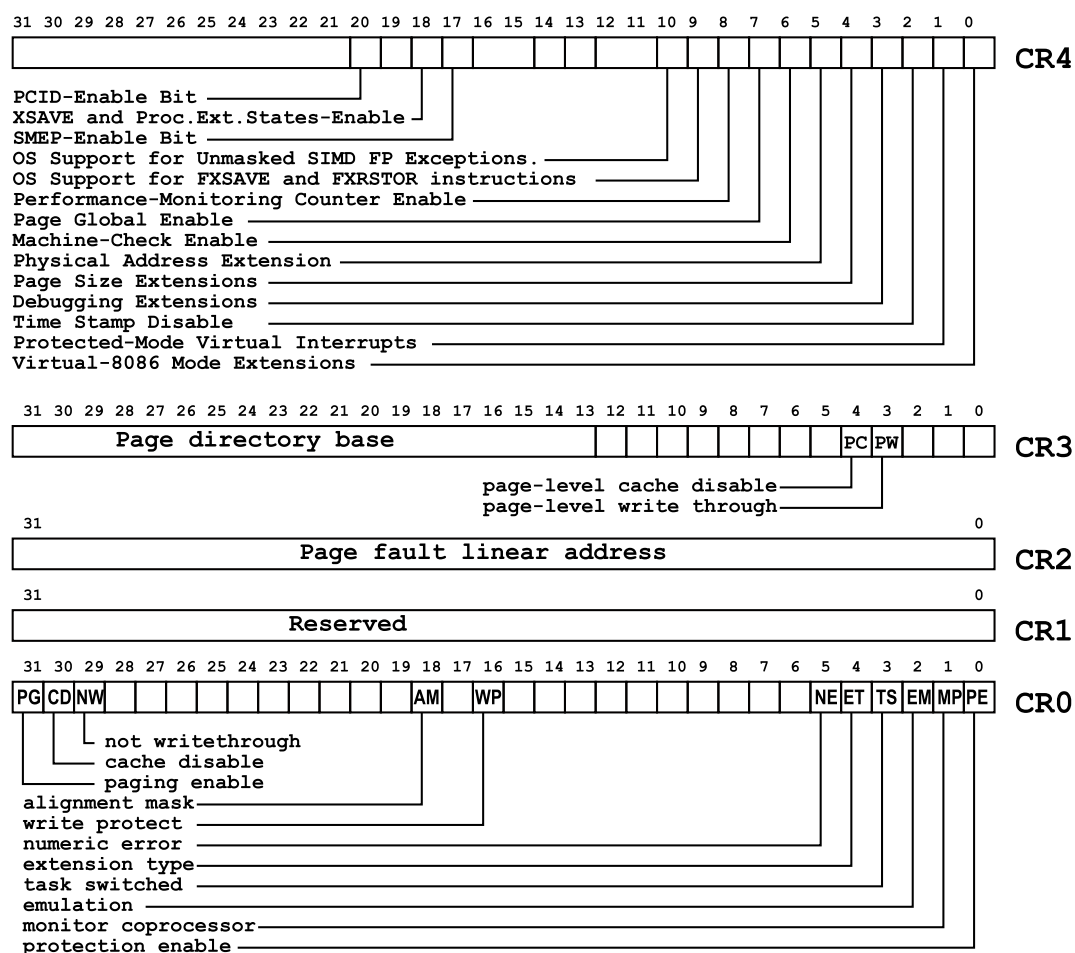 31 30 29 28 27 26 25 24 23 22 21 20 19 18 17 16 15 14 13 12 11 10 9 8 7 6 5 4 3 2 1 0
CR4
PCID-Enable Bit
XSAVE and Proc.Ext.States-Enable
SMEP-Enable Bit
OS Support for Unmasked SIMD FP Exceptions.
OS Support for FXSAVE and FXRSTOR instructions
Performance-Monitoring Counter Enable
Page Global Enable
Machine-Check Enable
Physical Address Extension
Page Size Extensions
Debugging Extensions
Time Stamp Disable
Protected-Mode Virtual Interrupts
Virtual-8086 Mode Extensions
31 30 29 28 27 26 25 24 23 22 21 20 19 18 17 16 15 14 13 12 11 10 9 8 7 6 5 4 3 2 1 0
Page directory base PC PW CR3
page-level cache disable
page-level write through
31 0
Page fault linear address CR2
31 0
Reserved CR1
31 30 29 28 27 26 25 24 23 22 21 20 19 18 17 16 15 14 13 12 11 10 9 8 7 6 5 4 3 2 1 0
PG CD NW AM WP NE ET TS EM MP PE CR0
not writethrough
cache disable
paging enable
alignment mask
write protect
numeric error
extension type
task switched
emulation
monitor coprocessor
protection enable